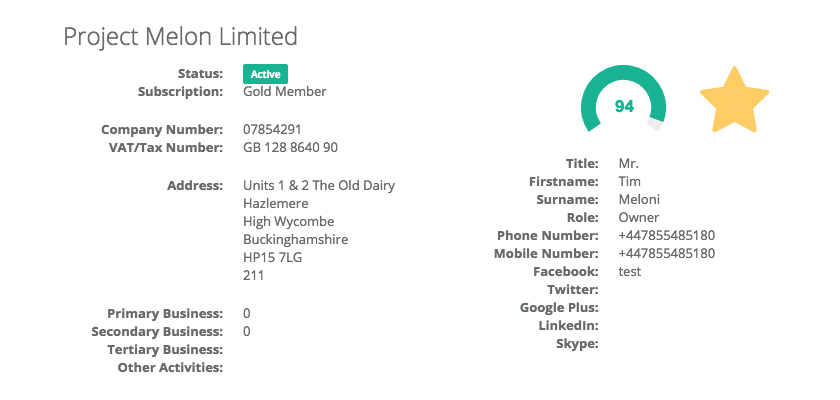 Project Melon Limited
Status: Active
Subscription: Gold Member
Company Number: 07854291
VAT/Tax Number: GB 128 8640 90
Address: Units 1 & 2 The Old Dairy
Hazlemere
High Wycombe
Buckinghamshire
HP15 7LG
211
Primary Business: 0
Secondary Business: 0
Tertiary Business:
Other Activities:
94
Title: Mr.
Firstname: Tim
Surname: Meloni
Role: Owner
Phone Number: +447855485180
Mobile Number: +447855485180
Facebook: test
Twitter:
Google Plus:
LinkedIn:
Skype: